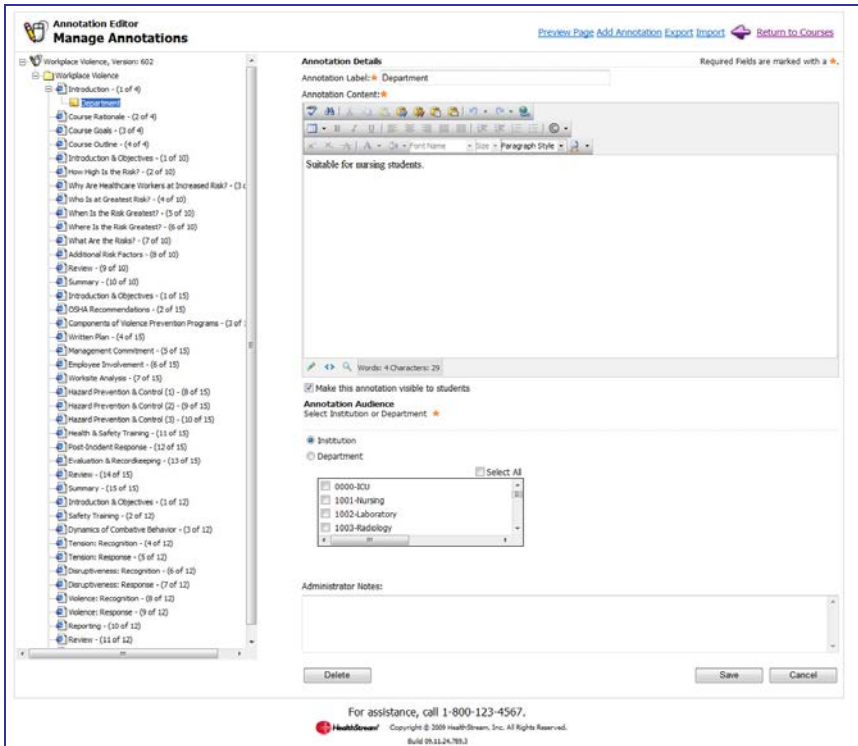 Annotation Editor
Manage Annotations
Preview Page Add Annotation Export Import Return to Courses
Workplace Violence, Version: 602
Workplace Violence
Introduction - (1 of 4)
Department
Course Rationale - (2 of 4)
Course Goals - (3 of 4)
Course Outline - (4 of 4)
Introduction & Objectives - (1 of 10)
How High Is the Risk? - (2 of 10)
Why Are Healthcare Workers at Increased Risk? - (3 o
Who Is at Greatest Risk? - (4 of 10)
When Is the Risk Greatest? - (5 of 10)
Where Is the Risk Greatest? - (6 of 10)
What Are the Risks? - (7 of 10)
Additional Risk Factors - (8 of 10)
Review - (9 of 10)
Summary - (10 of 10)
Introduction & Objectives - (1 of 15)
OSHA Recommendations - (2 of 15)
Components of Violence Prevention Programs - (3 of
Written Plan - (4 of 15)
Management Commitment - (5 of 15)
Employee Involvement - (6 of 15)
Worksite Analysis - (7 of 15)
Hazard Prevention & Control (1) - (8 of 15)
Hazard Prevention & Control (2) - (9 of 15)
Hazard Prevention & Control (3) - (10 of 15)
Health & Safety Training - (11 of 15)
Post-Incident Response - (12 of 15)
Evaluation & Recordkeeping - (13 of 15)
Review - (14 of 15)
Summary - (15 of 15)
Introduction & Objectives - (1 of 12)
Safety Training - (2 of 12)
Dynamics of Combative Behavior - (3 of 12)
Tension: Recognition - (4 of 12)
Tension: Response - (5 of 12)
Disruptiveness: Recognition - (6 of 12)
Disruptiveness: Response - (7 of 12)
Violence: Recognition - (8 of 12)
Violence: Response - (9 of 12)
Reporting - (10 of 12)
Review - (11 of 12)
Annotation Details
Required Fields are marked with a *.
Annotation Label:* Department
Annotation Content:*
B I U
A Font Name Size Paragraph Style
Suitable for nursing students.
Words: 4 Characters: 29
Make this annotation visible to students
Annotation Audience
Select Institution or Department *
Institution
Department
Select All
0000-ICU
1001-Nursing
1002-Laboratory
1003-Radiology
Administrator Notes:
Delete
Save
Cancel
For assistance, call 1-800-123-4567.
HealthStream Copyright © 2009 HealthStream, Inc. All Rights Reserved.
Build 09.11.24.789.3